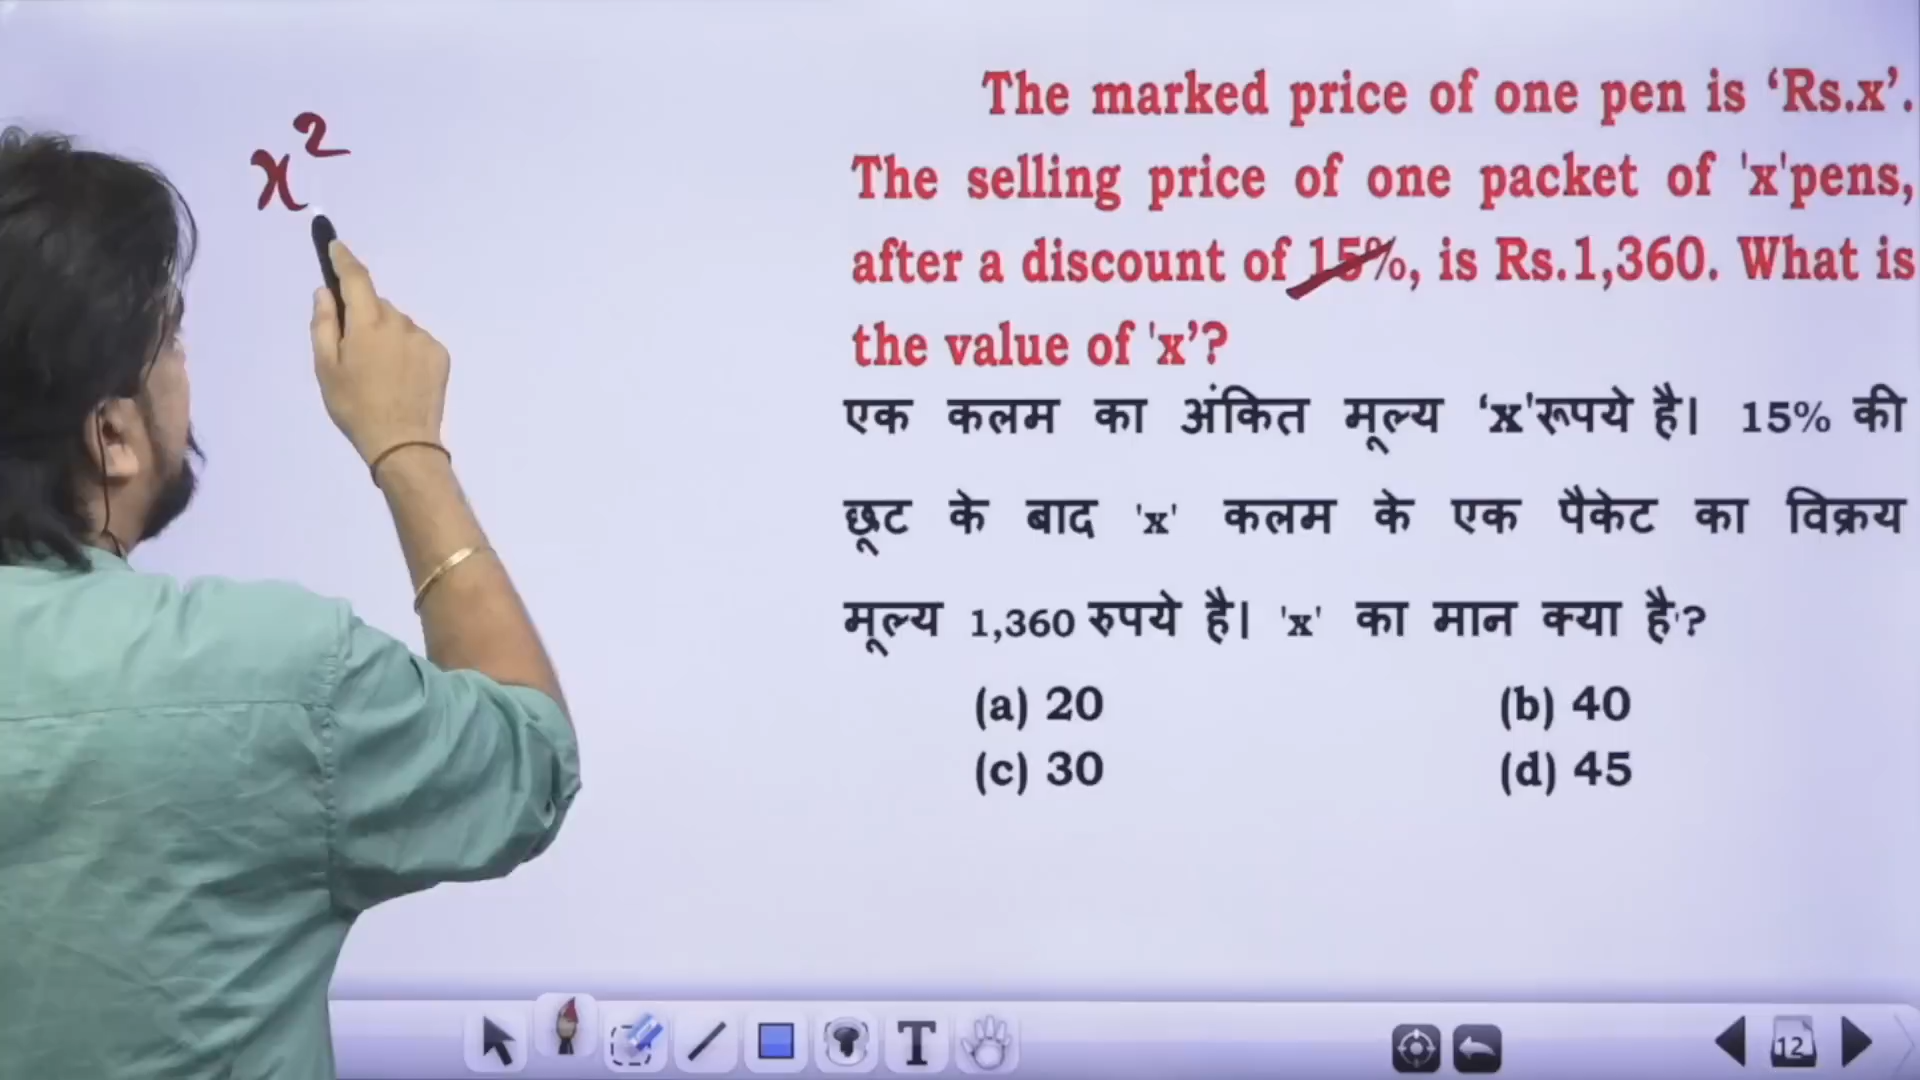 x²
The marked price of one pen is ‘Rs.x’.
The selling price of one packet of 'x'pens,
after a discount of 15%, is Rs.1,360. What is
the value of 'x’?
एक कलम का अंकित मूल्य ‘x'रूपये है। 15% की
छूट के बाद 'x' कलम के एक पैकेट का विक्रय
मूल्य 1,360 रुपये है। 'x' का मान क्या है'?
(a) 20 (b) 40
(c) 30 (d) 45
T
12